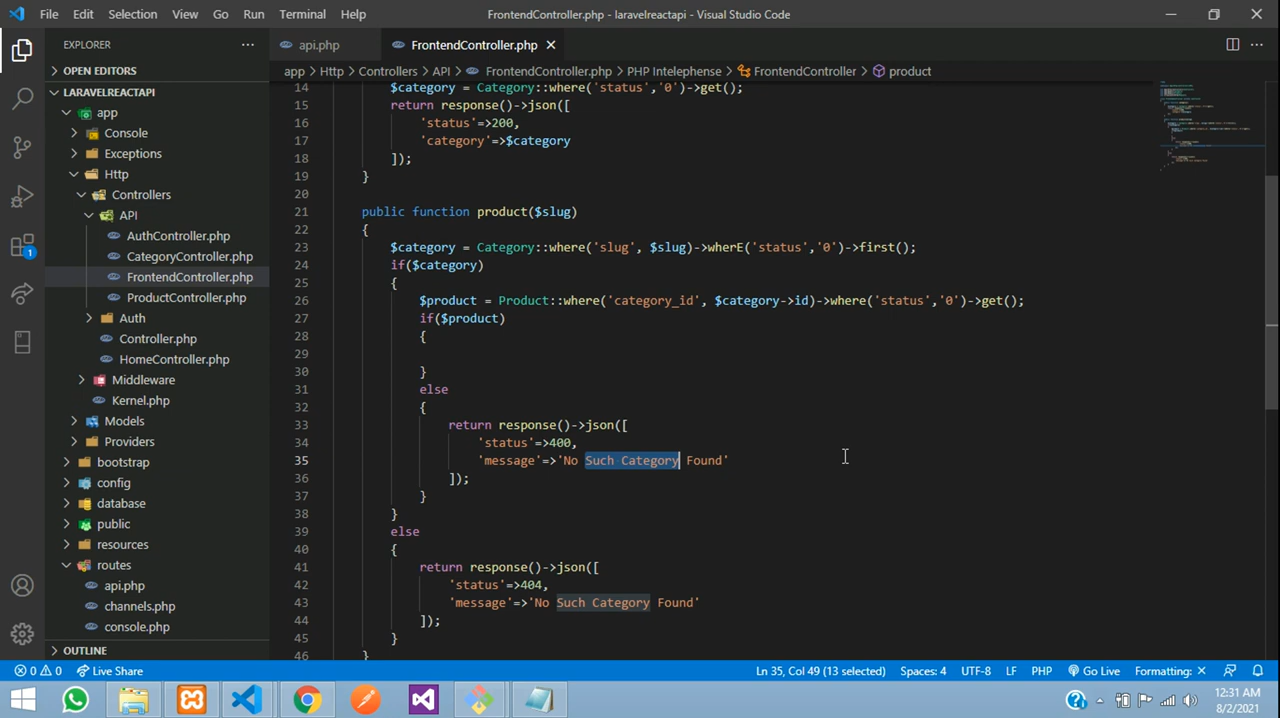 File Edit Selection View Go Run Terminal Help FrontendController.php - laravelreactapi - Visual Studio Code
EXPLORER
OPEN EDITORS
LARAVELREACTAPI
app
Console
Exceptions
Http
Controllers
API
AuthController.php
CategoryController.php
FrontendController.php
ProductController.php
Auth
Controller.php
HomeController.php
Middleware
Kernel.php
Models
Providers
bootstrap
config
database
public
resources
routes
api.php
channels.php
console.php
OUTLINE
api.php FrontendController.php
app > Http > Controllers > API > FrontendController.php > PHP Intelephense > FrontendController > product
14 $category = Category::where('status','0')->get();
15 return response()->json([
16 'status'=>200,
17 'category'=>$category
18 ]);
19 }
20
21 public function product($slug)
22 {
23 $category = Category::where('slug', $slug)->wherE('status','0')->first();
24 if($category)
25 {
26 $product = Product::where('category_id', $category->id)->where('status','0')->get();
27 if($product)
28 {
29
30 }
31 else
32 {
33 return response()->json([
34 'status'=>400,
35 'message'=>'No Such Category Found'
36 ]);
37 }
38 }
39 else
40 {
41 return response()->json([
42 'status'=>404,
43 'message'=>'No Such Category Found'
44 ]);
45 }
46 }
0 0 Live Share Ln 35, Col 49 (13 selected) Spaces: 4 UTF-8 LF PHP Go Live Formatting: ×
1
12:31 AM
8/2/2021